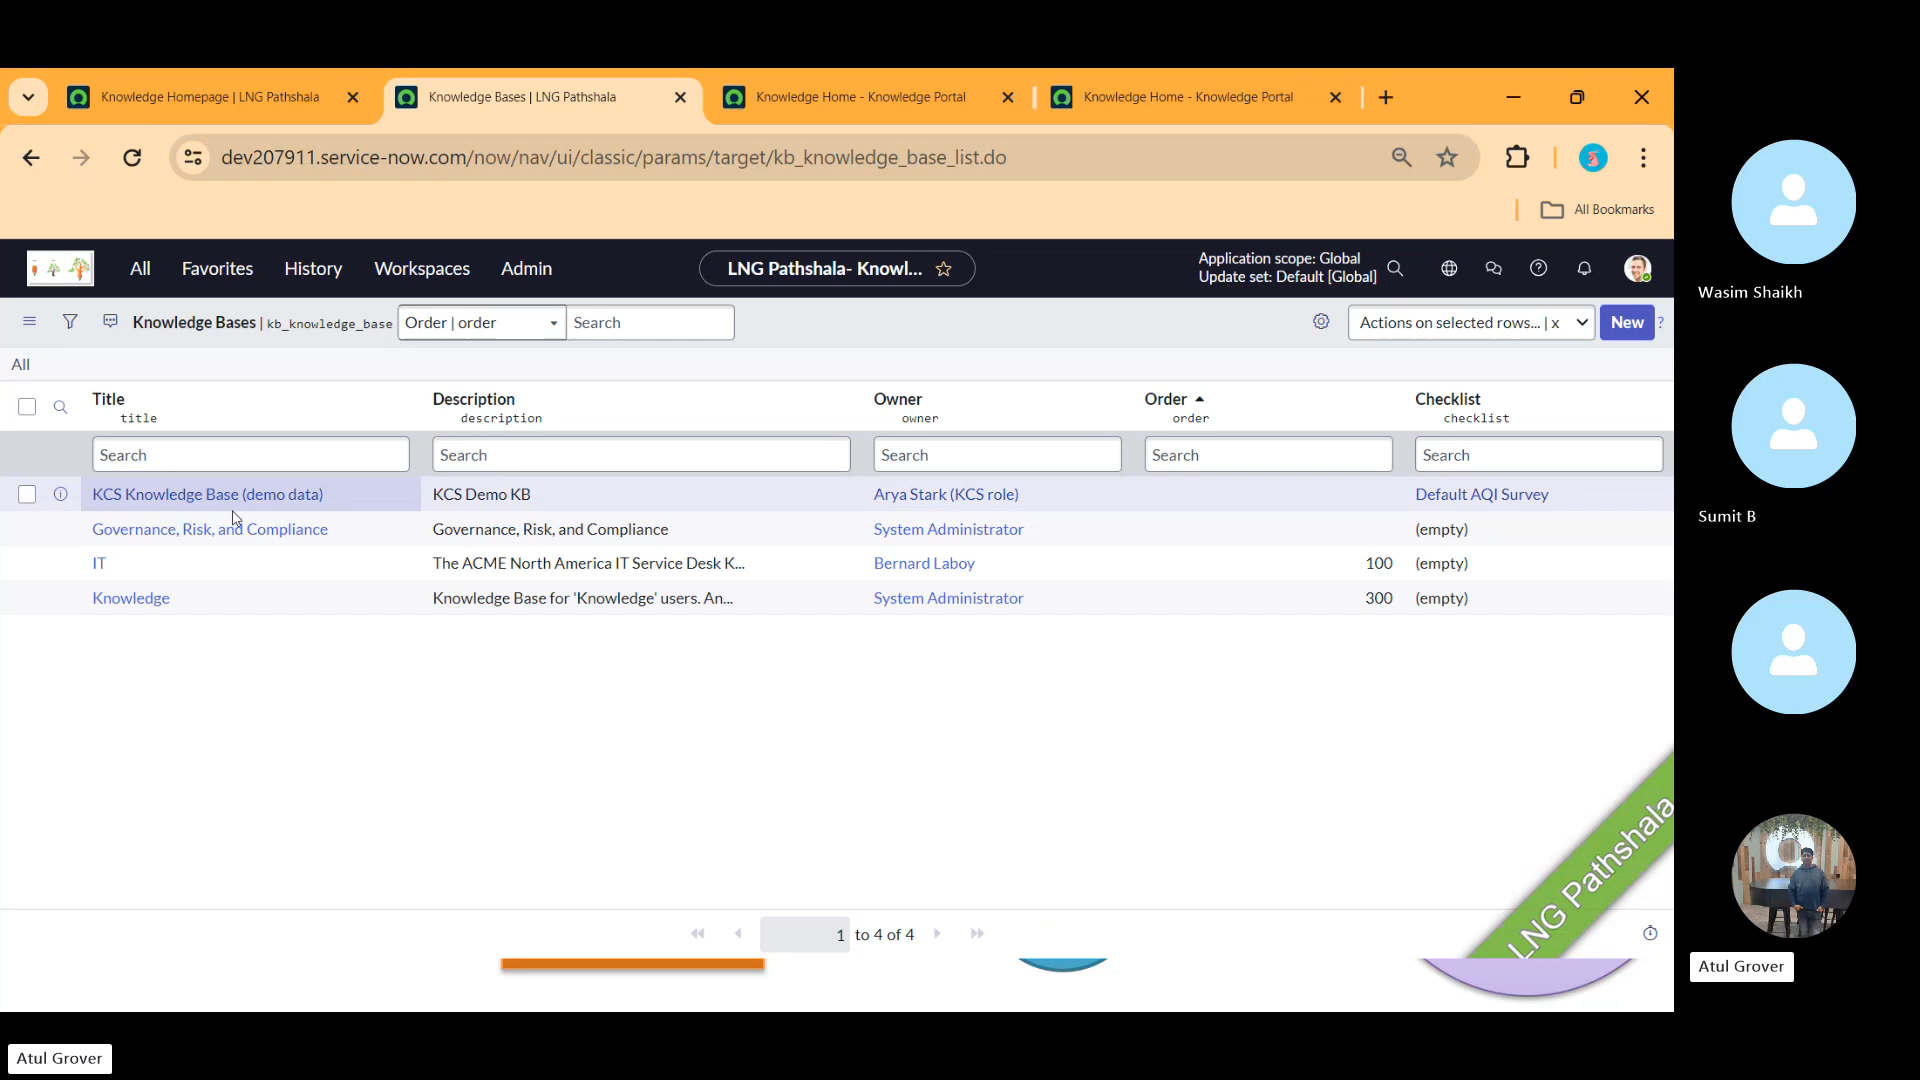 Knowledge Homepage | LNG Pathshala
Knowledge Bases | LNG Pathshala
Knowledge Home - Knowledge Portal
Knowledge Home - Knowledge Portal
dev207911.service-now.com/now/nav/ui/classic/params/target/kb_knowledge_base_list.do
All Bookmarks
All Favorites History Workspaces Admin
LNG Pathshala- Knowl...
Application scope: Global
Update set: Default [Global]
Knowledge Bases | kb_knowledge_base
Order | order
Search
Actions on selected rows... | x
New
?
All
Title Description Owner Order Checklist
title description owner order checklist
Search Search Search Search Search
KCS Knowledge Base (demo data) KCS Demo KB Arya Stark (KCS role) Default AQI Survey
Governance, Risk, and Compliance Governance, Risk, and Compliance System Administrator (empty)
IT The ACME North America IT Service Desk K... Bernard Laboy 100 (empty)
Knowledge Knowledge Base for 'Knowledge' users. An... System Administrator 300 (empty)
1 to 4 of 4
LNG Pathshala
Wasim Shaikh
Sumit B
Atul Grover
Atul Grover